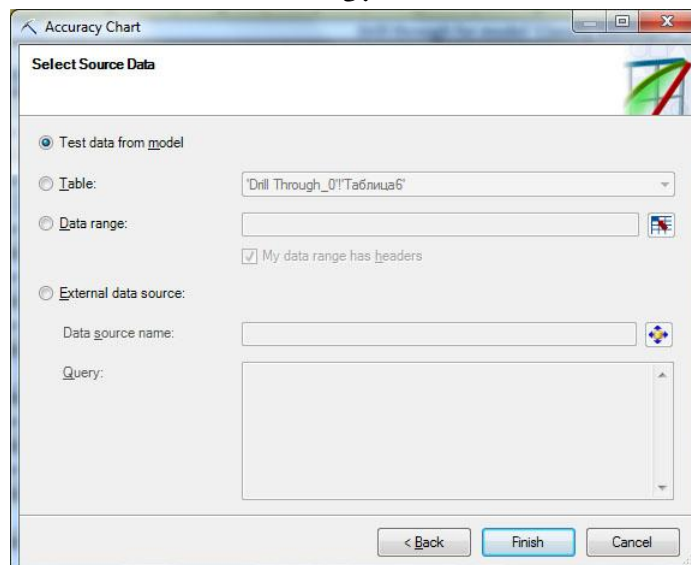 Accuracy Chart
Select Source Data
Test data from model
Table:
'Drill Through_0'!'Таблица6'
Data range:
My data range has headers
External data source:
Data source name:
Query:
< Back
Finish
Cancel